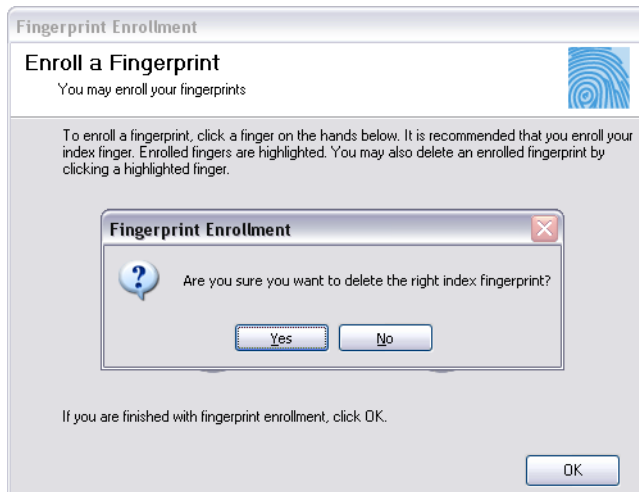 Fingerprint Enrollment
Enroll a Fingerprint
You may enroll your fingerprints
To enroll a fingerprint, click a finger on the hands below. It is recommended that you enroll your
index finger. Enrolled fingers are highlighted. You may also delete an enrolled fingerprint by
clicking a highlighted finger.
Fingerprint Enrollment
Are you sure you want to delete the right index fingerprint?
Yes
No
If you are finished with fingerprint enrollment, click OK.
OK